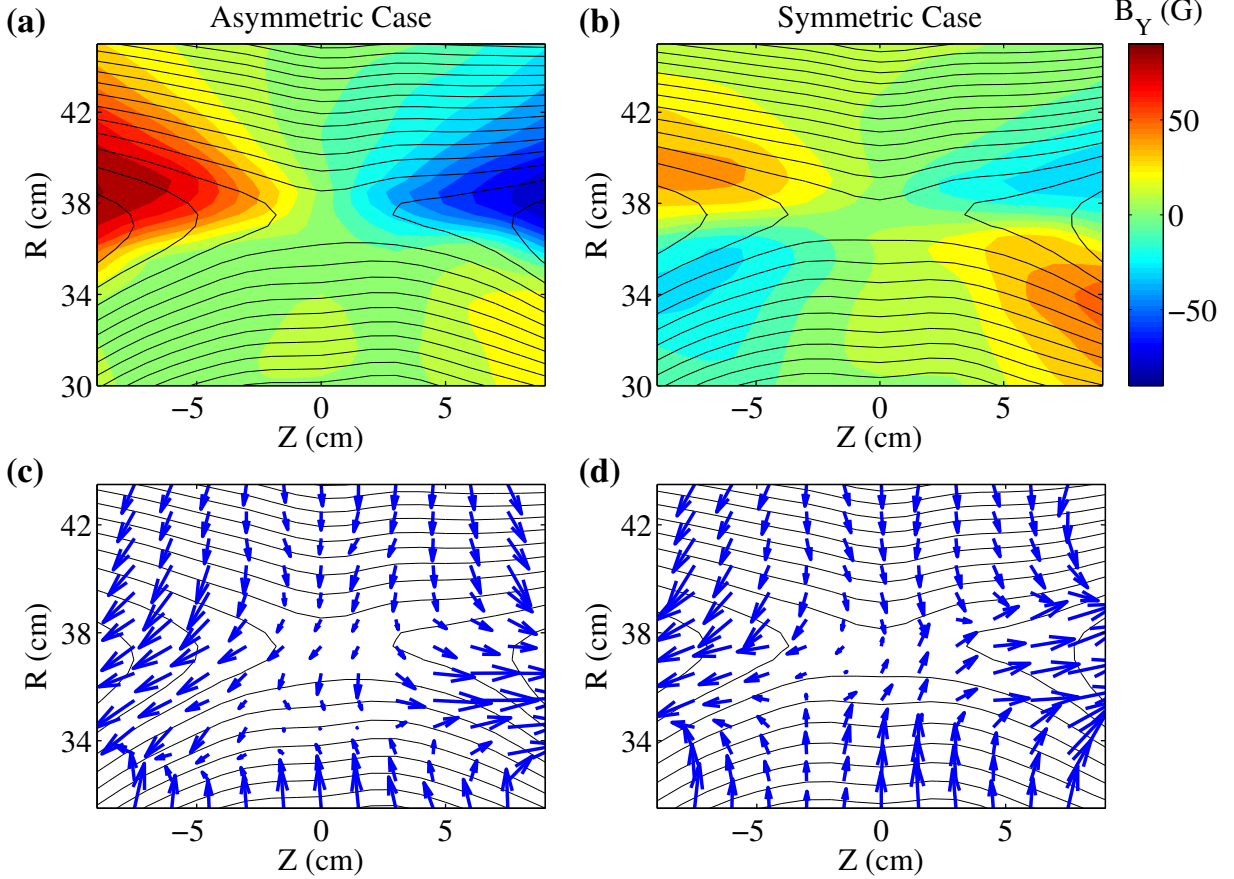 (a) Asymmetric Case (b) Symmetric Case B_Y (G)
R (cm) 42 38 34 30
−5 0 5
Z (cm)
42 38 34 30
R (cm)
−5 0 5
Z (cm)
50
0
−50
(c)
R (cm) 42 38 34
−5 0 5
Z (cm)
(d)
R (cm) 42 38 34
−5 0 5
Z (cm)